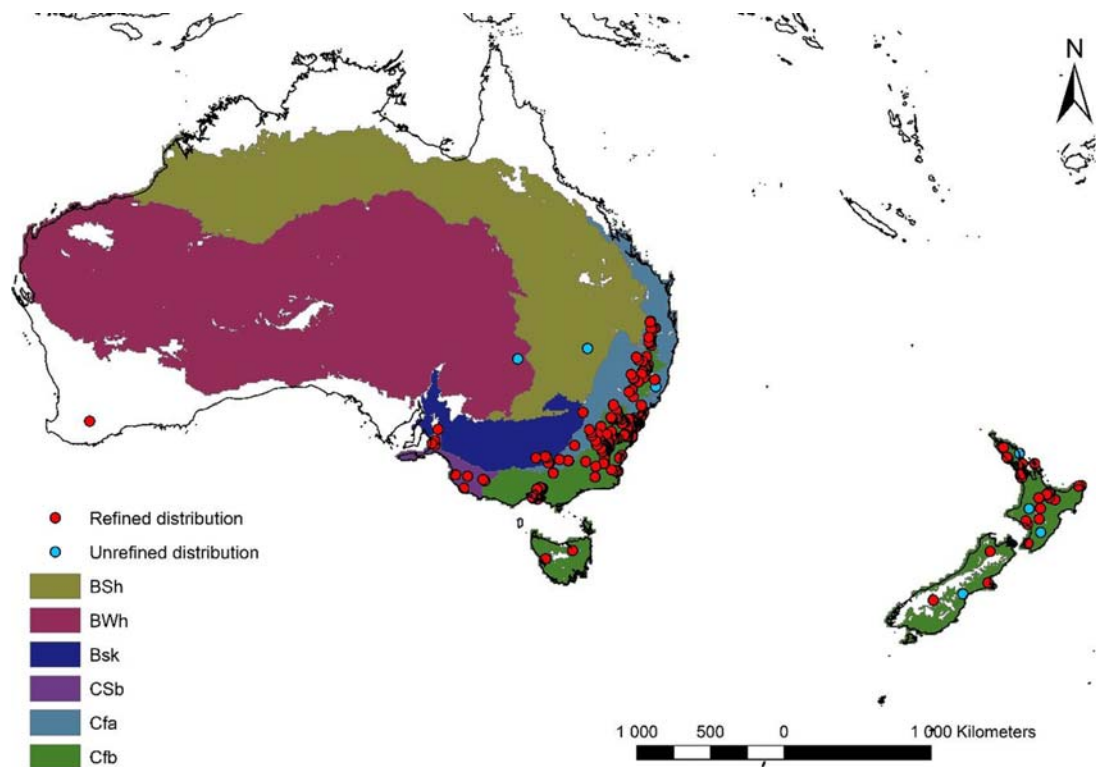 N
Refined distribution
Unrefined distribution
BSh
BWh
Bsk
CSb
Cfa
Cfb
1 000 500 0 1 000 Kilometers